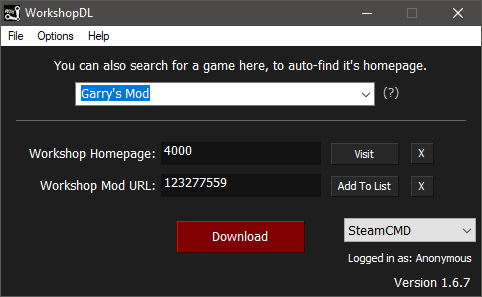 WorkshopDL
File Options Help
You can also search for a game here, to auto-find it's homepage.
Garry's Mod (?)
Workshop Homepage: 4000 Visit X
Workshop Mod URL: 123277559 Add To List X
Download SteamCMD
Logged in as: Anonymous
Version 1.6.7